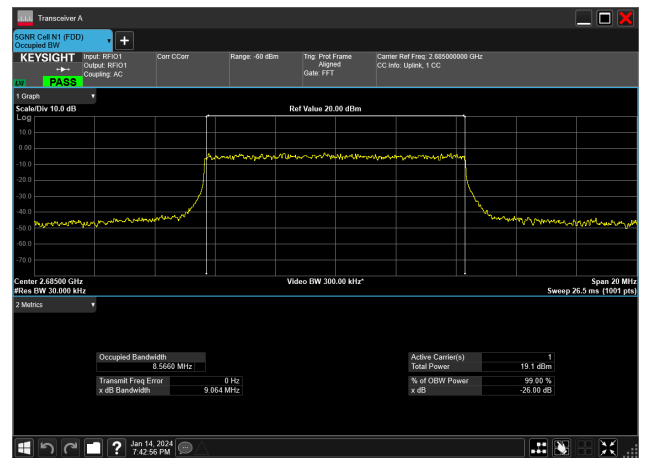 Transceiver A
5GNR Cell N1 (FDD)
Occupied BW
+
KEYSIGHT
LV PASS
Input: RFIO1
Output: RFIO1
Coupling: AC
Corr CCorr
Range: -60 dBm
Trig: Prot Frame
Aligned
Gate: FFT
Carrier Ref Freq: 2.685000000 GHz
CC Info: Uplink, 1 CC
1 Graph
Scale/Div 10.0 dB
Ref Value 20.00 dBm
Log
10.0
0.00
-10.0
-20.0
-30.0
-40.0
-50.0
-60.0
-70.0
Center 2.68500 GHz
Video BW 300.00 kHz*
Span 20 MHz
#Res BW 30.000 kHz
Sweep 26.5 ms (1001 pts)
2 Metrics
Occupied Bandwidth
8.5660 MHz
Transmit Freq Error 0 Hz
x dB Bandwidth 9.064 MHz
Active Carrier(s) 1
Total Power 19.1 dBm
% of OBW Power 99.00 %
x dB -26.00 dB
?
Jan 14, 2024
7:42:56 PM